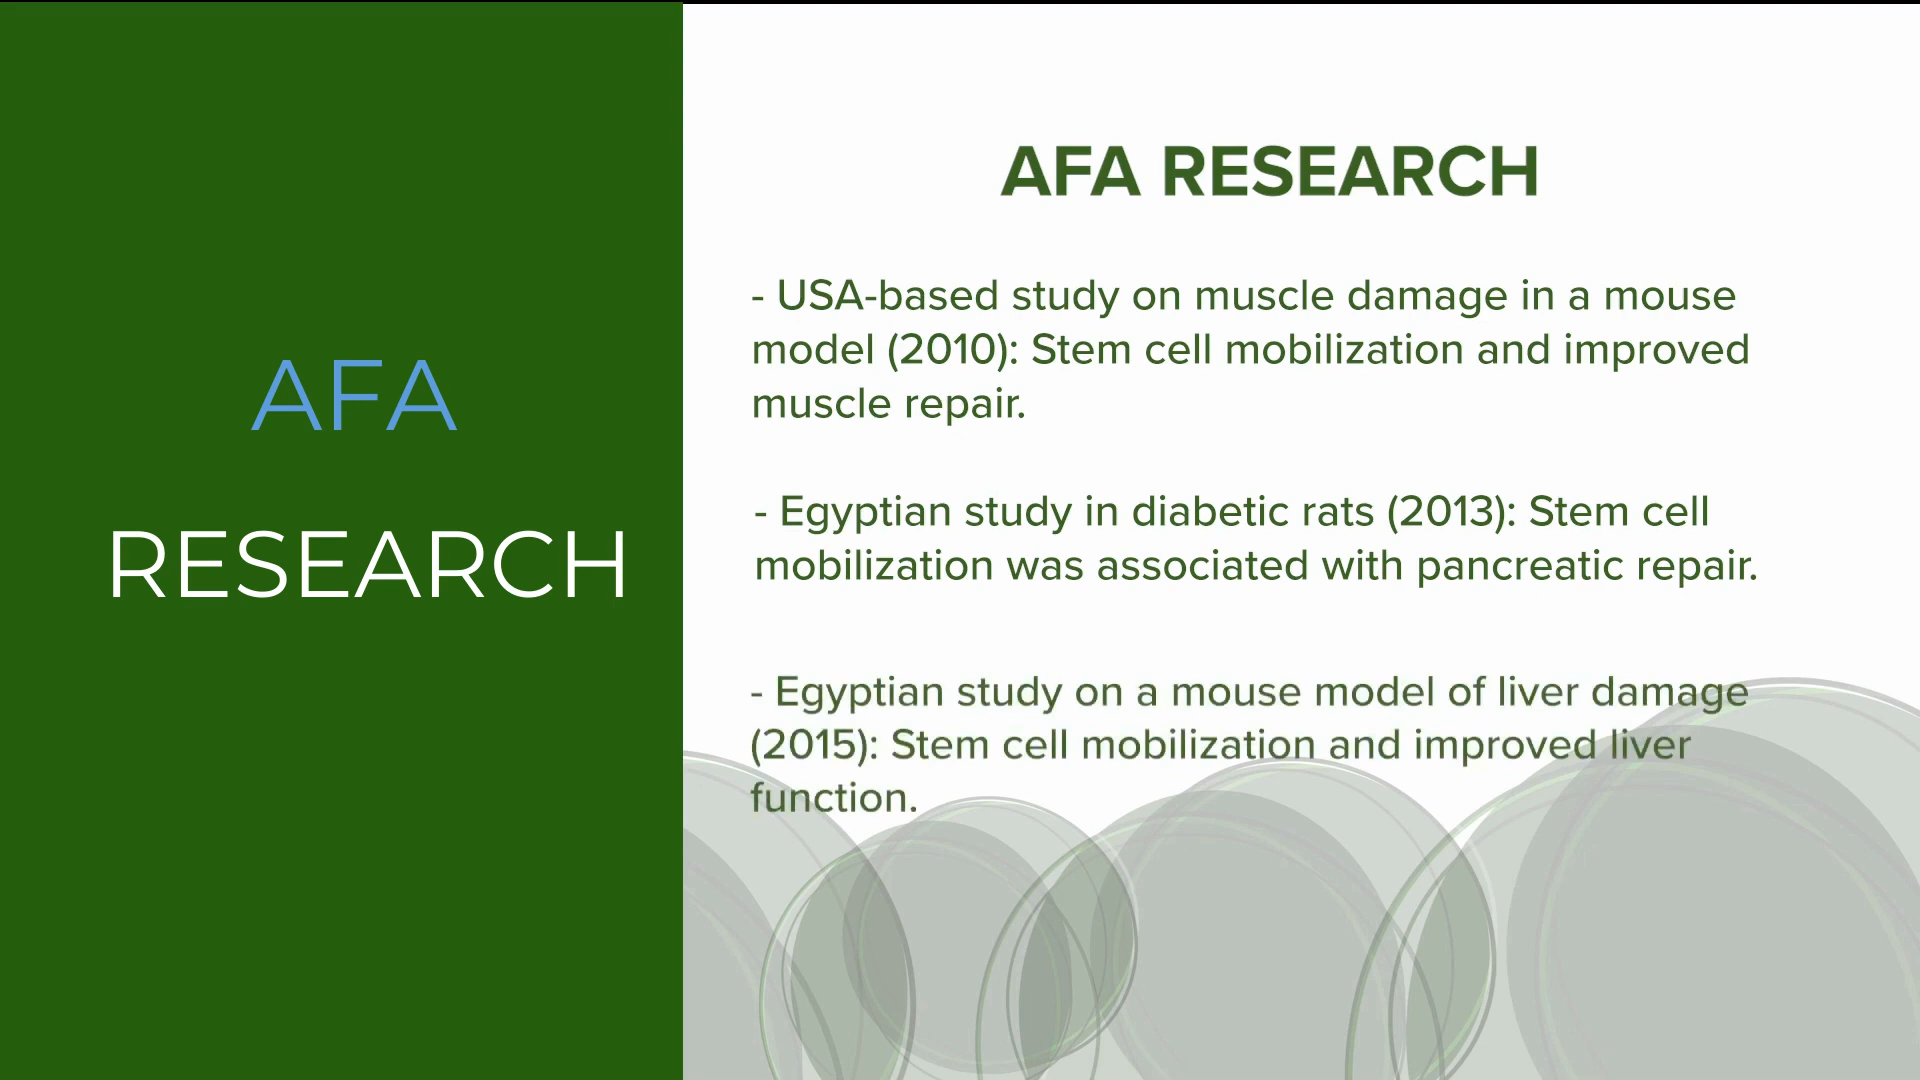 AFA
RESEARCH
AFA RESEARCH
- USA-based study on muscle damage in a mouse
model (2010): Stem cell mobilization and improved
muscle repair.
- Egyptian study in diabetic rats (2013): Stem cell
mobilization was associated with pancreatic repair.
- Egyptian study on a mouse model of liver damage
(2015): Stem cell mobilization and improved liver
function.